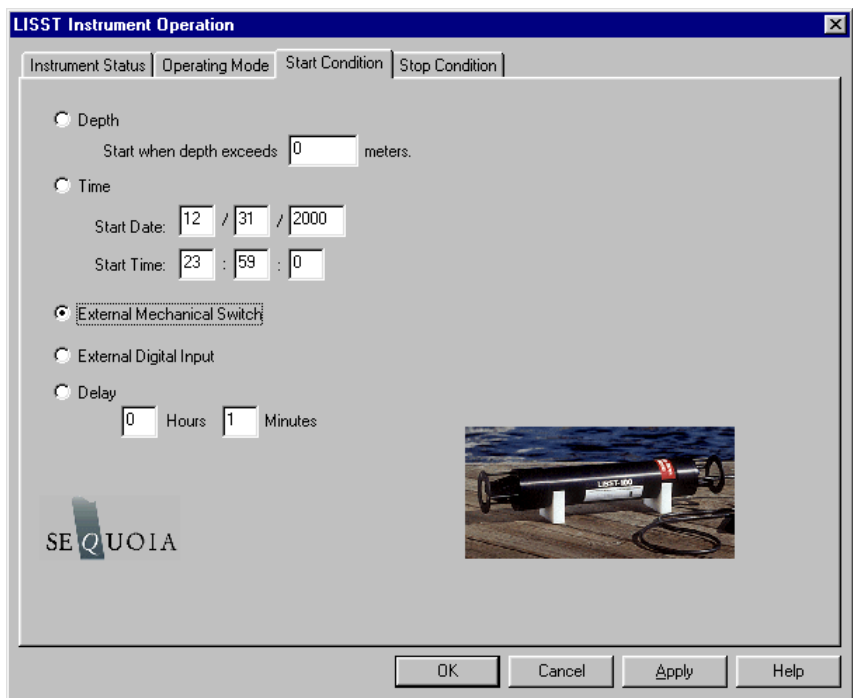 LISST Instrument Operation
Instrument Status Operating Mode Start Condition Stop Condition
Depth
Start when depth exceeds 0 meters.
Time
Start Date: 12 / 31 / 2000
Start Time: 23 : 59 : 0
External Mechanical Switch
External Digital Input
Delay
0 Hours 1 Minutes
LISST-100
SEQUOIA
OK Cancel Apply Help